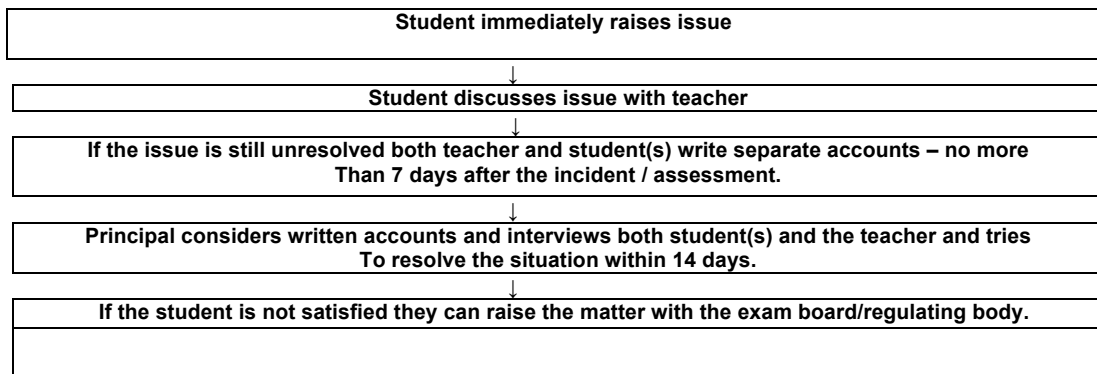 Student immediately raises issue
↓
Student discusses issue with teacher
↓
If the issue is still unresolved both teacher and student(s) write separate accounts – no more
Than 7 days after the incident / assessment.
↓
Principal considers written accounts and interviews both student(s) and the teacher and tries
To resolve the situation within 14 days.
↓
If the student is not satisfied they can raise the matter with the exam board/regulating body.